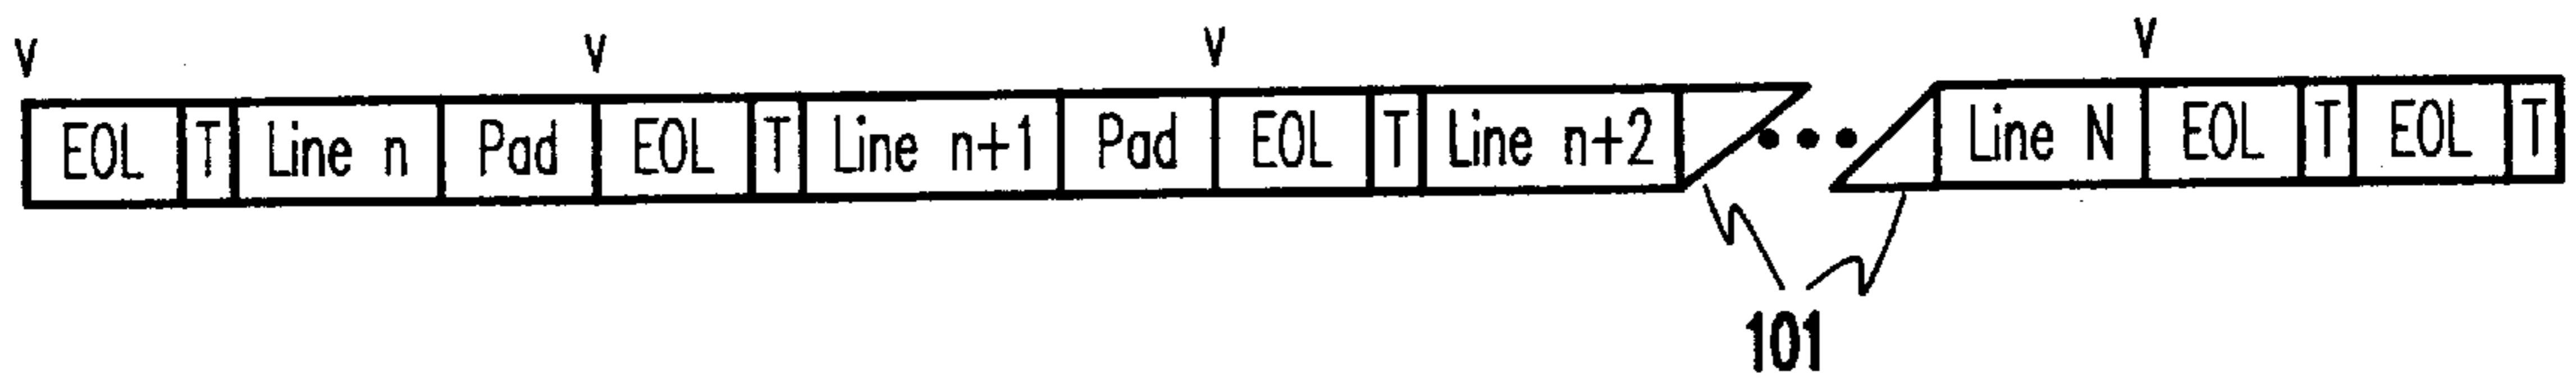 V V V V
EOL T Line n Pad EOL T Line n+1 Pad EOL T Line n+2 Line N EOL T EOL T
101